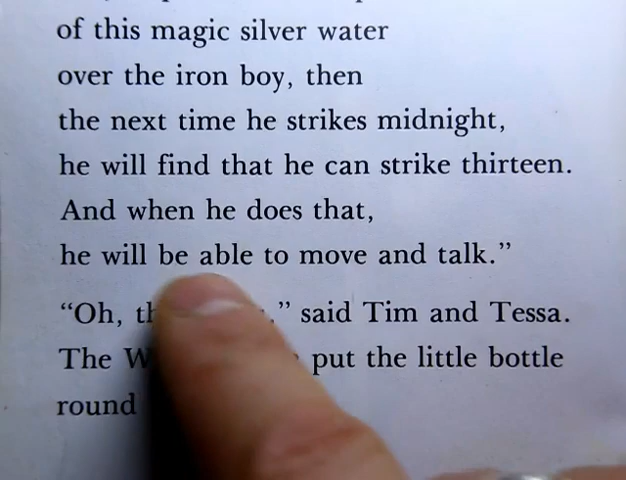 of this magic silver water
over the iron boy, then
the next time he strikes midnight,
he will find that he can strike thirteen.
And when he does that,
he will be able to move and talk.”
“Oh, said Tim and Tessa.
The put the little bottle
round